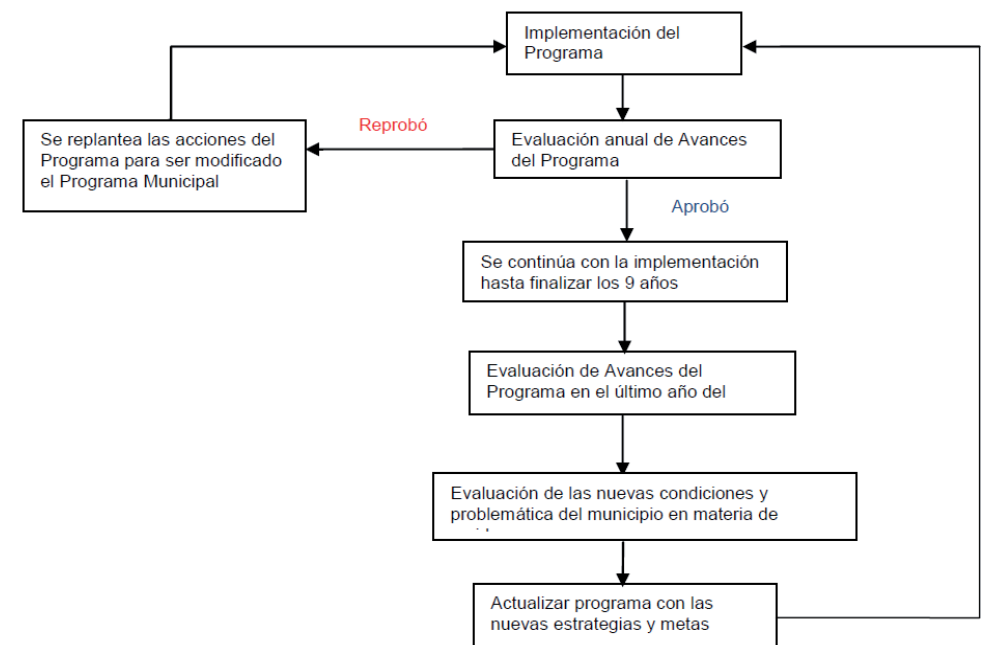 Implementación del
Programa
Se replantea las acciones del
Programa para ser modificado
el Programa Municipal
Reprobó
Evaluación anual de Avances
del Programa
Aprobó
Se continúa con la implementación
hasta finalizar los 9 años
Evaluación de Avances del
Programa en el último año del
Evaluación de las nuevas condiciones y
problemática del municipio en materia de
Actualizar programa con las
nuevas estrategias y metas